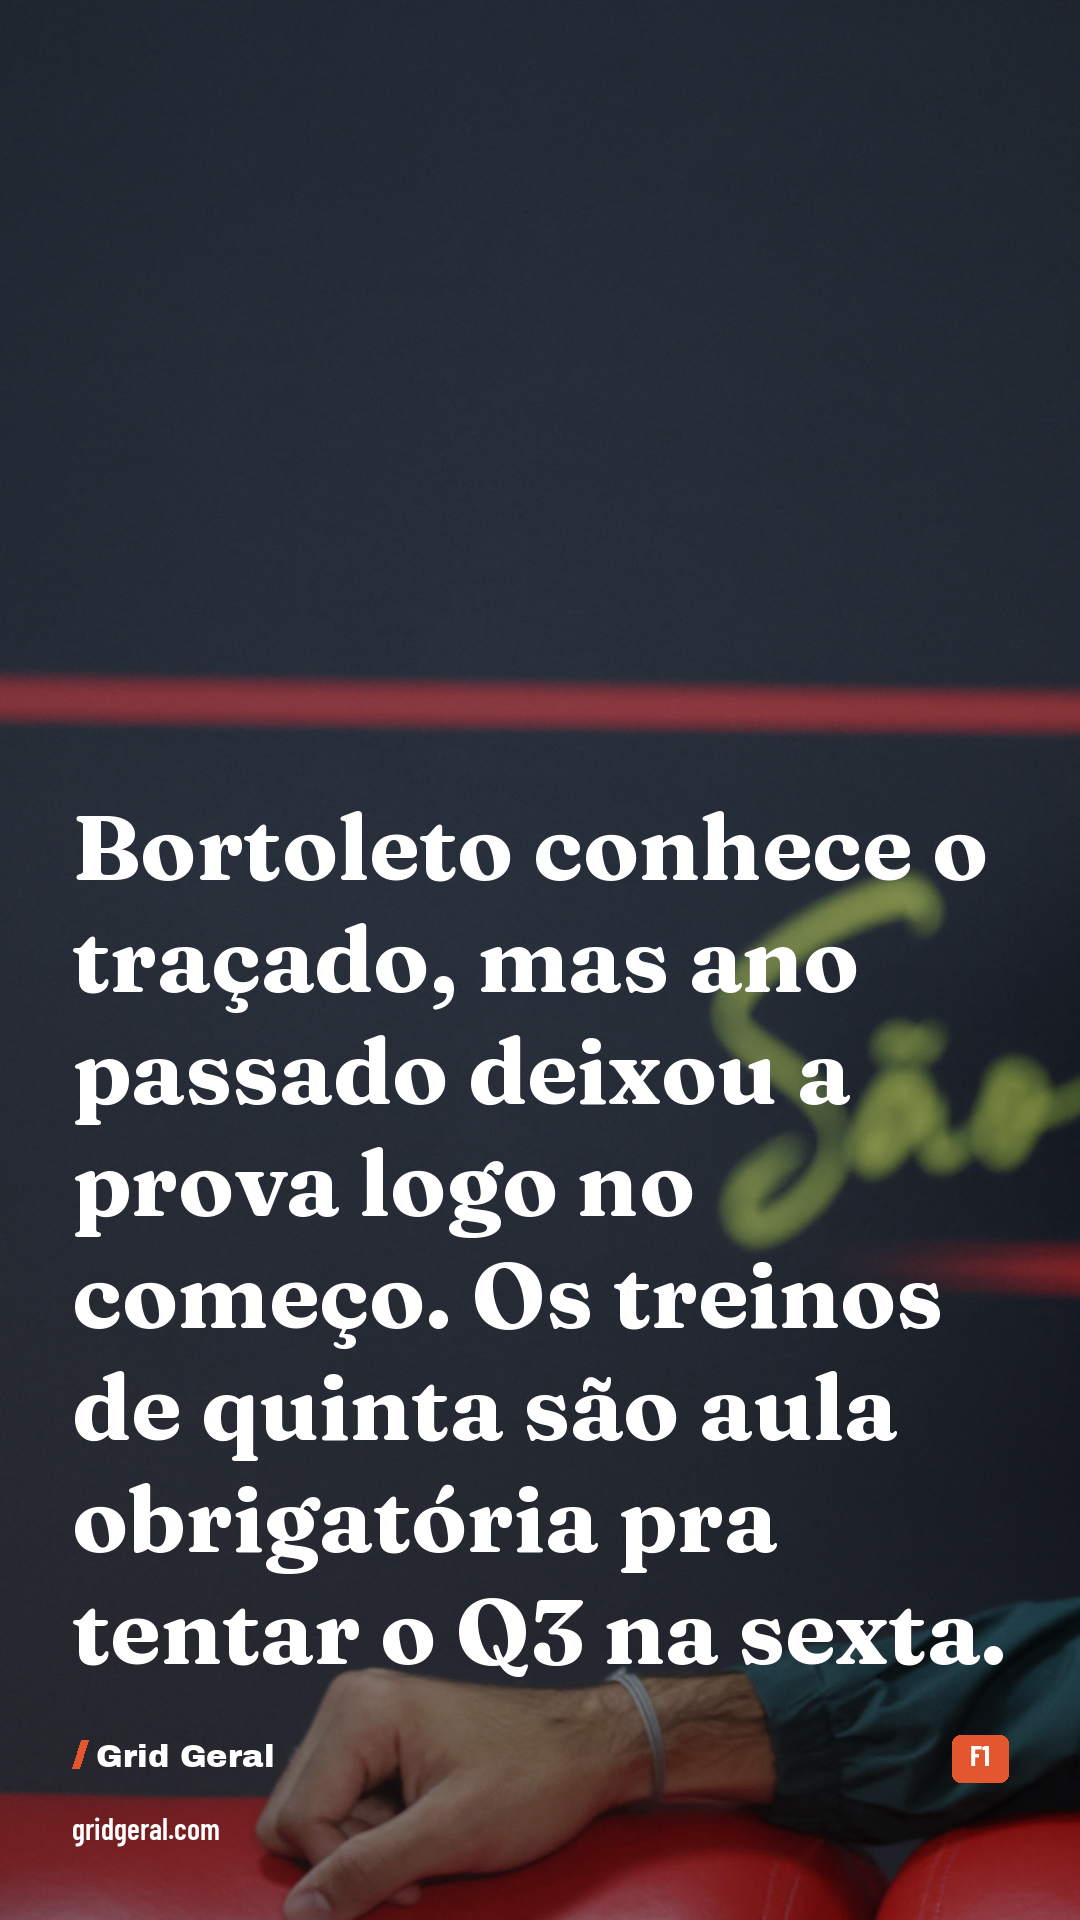 Bortoleto conhece o
traçado, mas ano
passado deixou a
prova logo no
começo. Os treinos
de quinta são aula
obrigatória pra
tentar o Q3 na sexta.
São
/ Grid Geral
F1
gridgeral.com